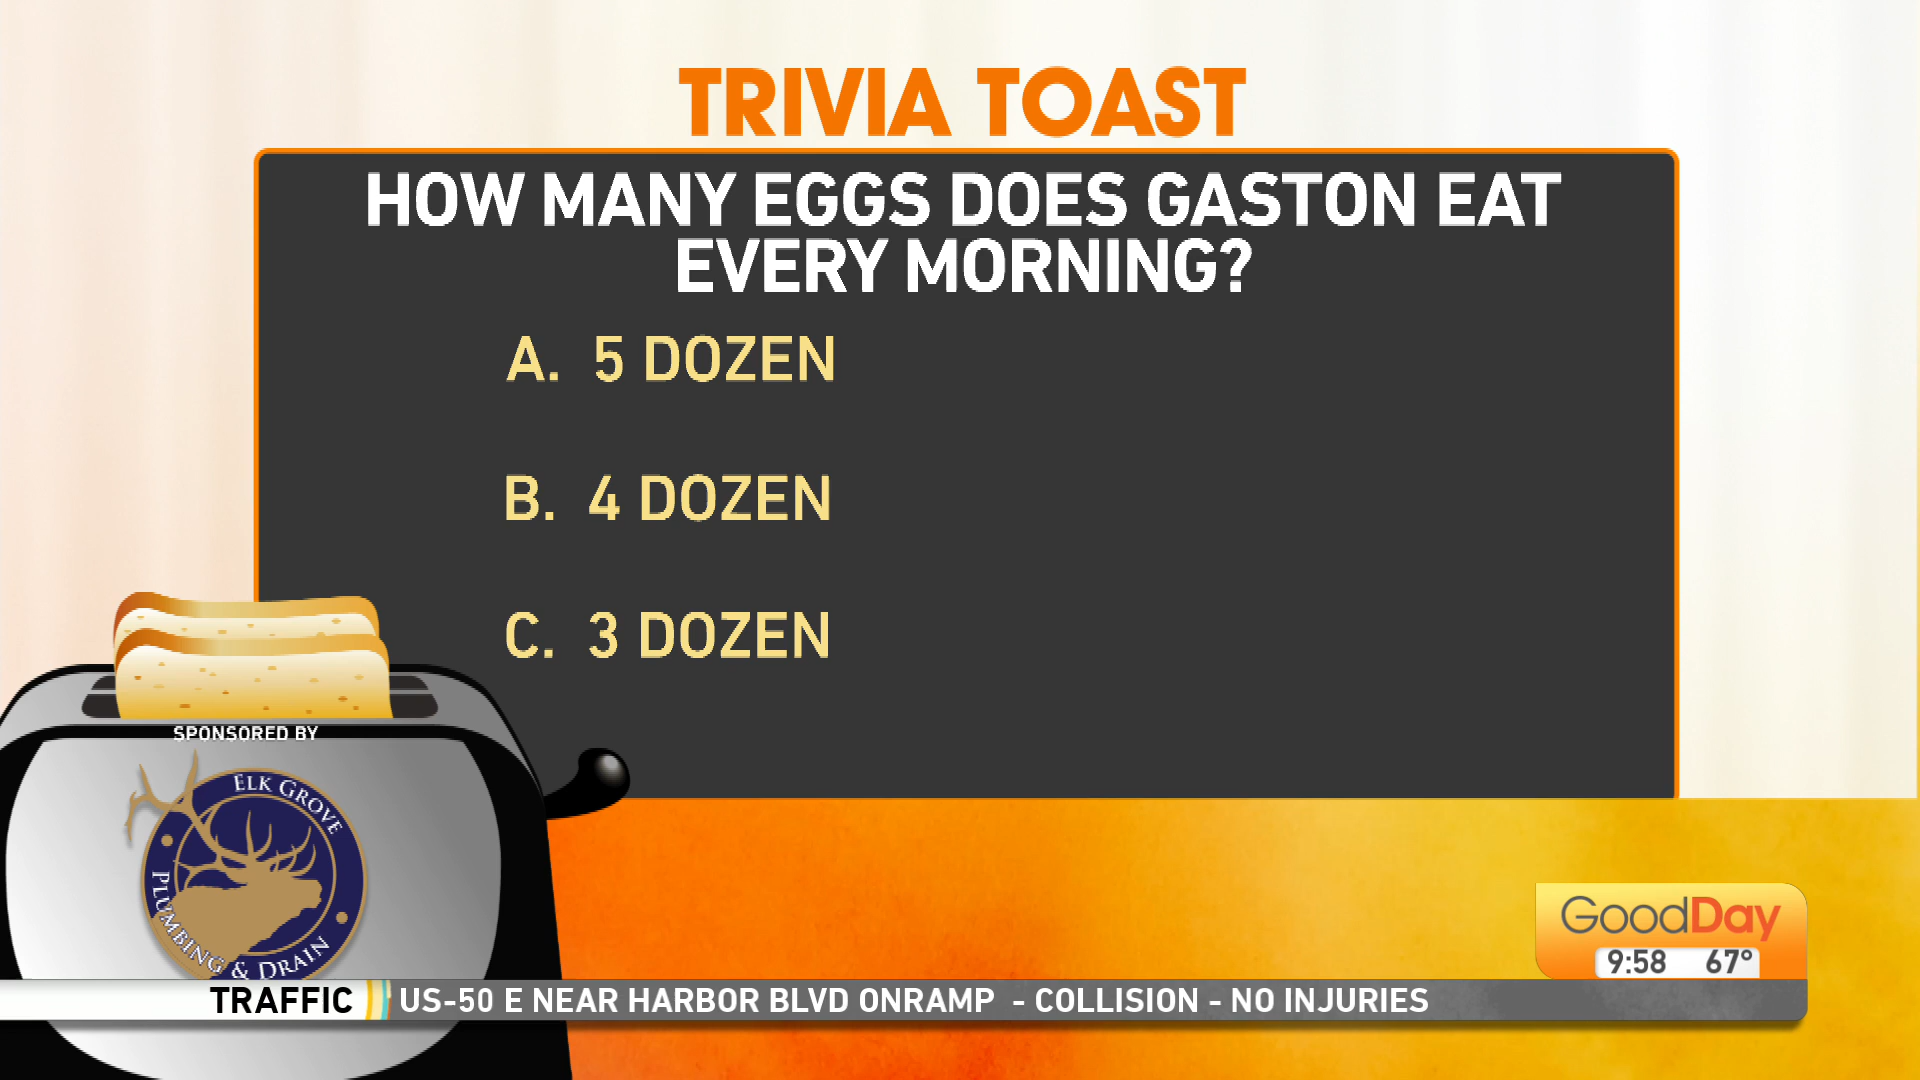 TRIVIA TOAST
HOW MANY EGGS DOES GASTON EAT
EVERY MORNING?
A. 5 DOZEN
B. 4 DOZEN
C. 3 DOZEN
SPONSORED BY
ELK GROVE
PLUMBING & DRAIN
GoodDay
9:58 67°
TRAFFIC US-50 E NEAR HARBOR BLVD ONRAMP - COLLISION - NO INJURIES